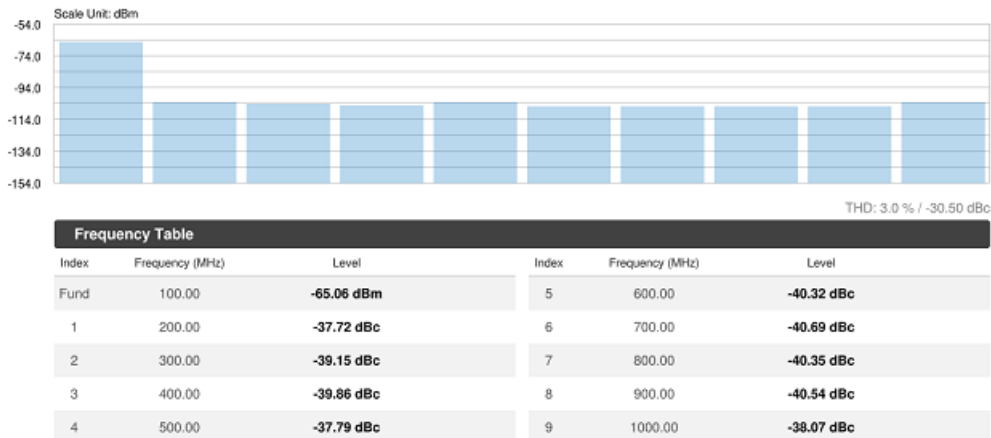 Scale Unit: dBm
-54.0
-74.0
-94.0
-114.0
-134.0
-154.0
THD: 3.0 % / -30.50 dBc
Frequency Table
Index Frequency (MHz) Level Index Frequency (MHz) Level
Fund 100.00 -65.06 dBm 5 600.00 -40.32 dBc
1 200.00 -37.72 dBc 6 700.00 -40.69 dBc
2 300.00 -39.15 dBc 7 800.00 -40.35 dBc
3 400.00 -39.86 dBc 8 900.00 -40.54 dBc
4 500.00 -37.79 dBc 9 1000.00 -38.07 dBc